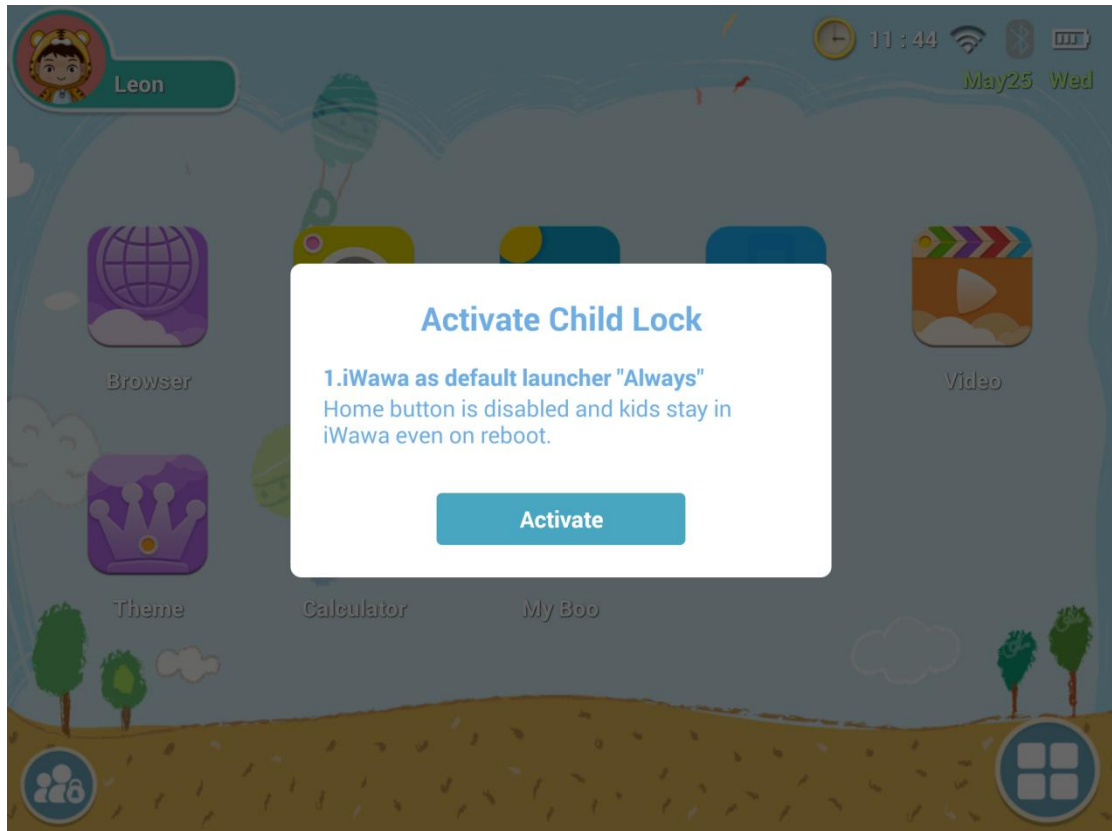 Leon
11 : 44
May25 Wed
Activate Child Lock
1.iWawa as default launcher "Always"
Home button is disabled and kids stay in
iWawa even on reboot.
Activate
Browser
Video
Theme
Calculator
My Boo